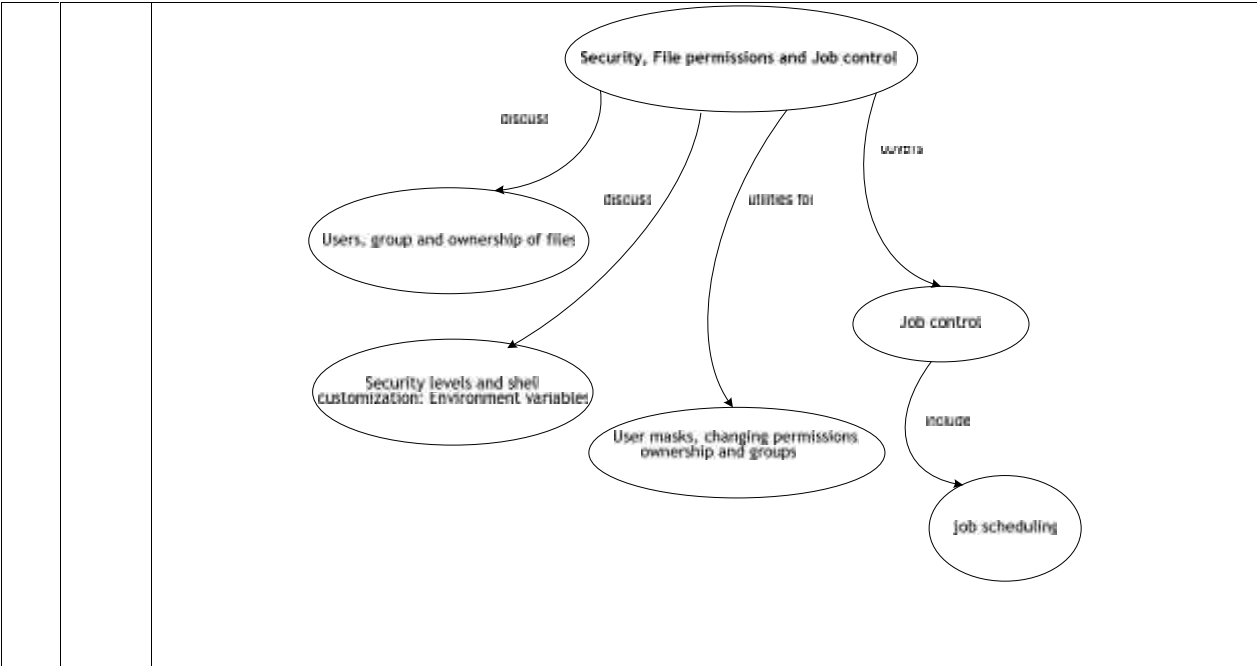 Security, File permissions and Job control
discuss
discuss
utilities for
Users, group and ownership of files
Job control
Security levels and shell
customization: Environment variables
include
User masks, changing permissions
ownership and groups
job scheduling